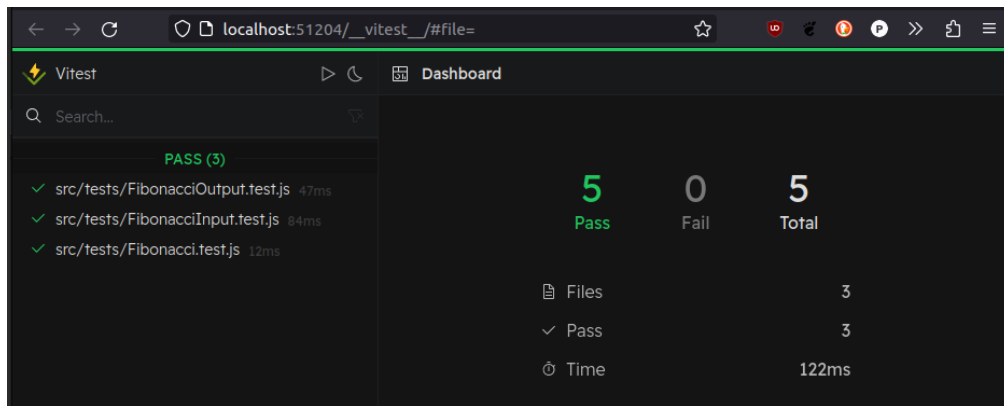 localhost:51204/__vitest__/#file=
Vitest
Dashboard
Search...
PASS (3)
src/tests/FibonacciOutput.test.js 47ms
src/tests/FibonacciInput.test.js 84ms
src/tests/Fibonacci.test.js 12ms
5 0 5
Pass Fail Total
Files 3
Pass 3
Time 122ms